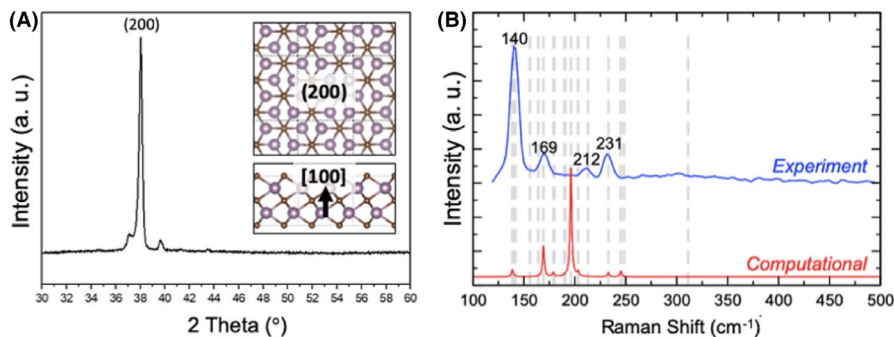 (A)
(200)
Intensity (a. u.)
(200)
[100]
30 32 34 36 38 40 42 44 46 48 50 52 54 56 58 60
2 Theta (°)
(B)
Intensity (a. u.)
140
169
212
231
Experiment
Computational
100 150 200 250 300 350 400 450 500
Raman Shift (cm⁻¹)